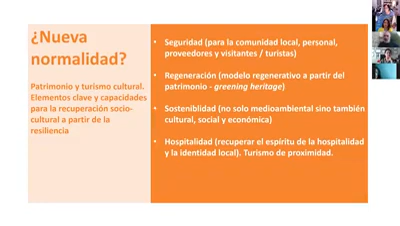 ¿Nueva
normalidad?
Patrimonio y turismo cultural.
Elementos clave y capacidades
para la recuperación socio-
cultural a partir de la
resiliencia
• Seguridad (para la comunidad local, personal,
proveedores y visitantes / turistas)
• Regeneración (modelo regenerativo a partir del
patrimonio - greening heritage)
• Sosteniblidad (no solo medioambiental sino también
cultural, social y económica)
• Hospitalidad (recuperar el espíritu de la hospitalidad
y la identidad local). Turismo de proximidad.